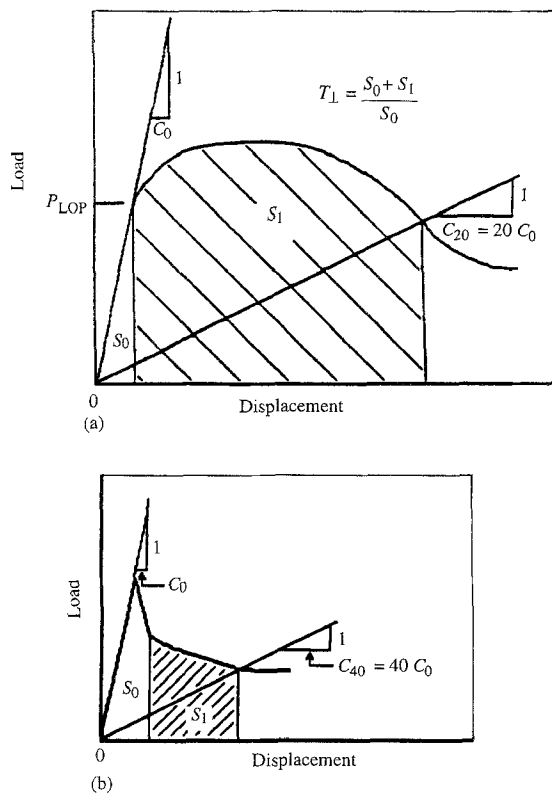 1
C₀
T⊥ = (S₀ + S₁) / S₀
Load
P_LOP
S₁
1
C₂₀ = 20 C₀
S₀
0
Displacement
(a)
1
C₀
Load
1
C₄₀ = 40 C₀
S₀
S₁
0
Displacement
(b)